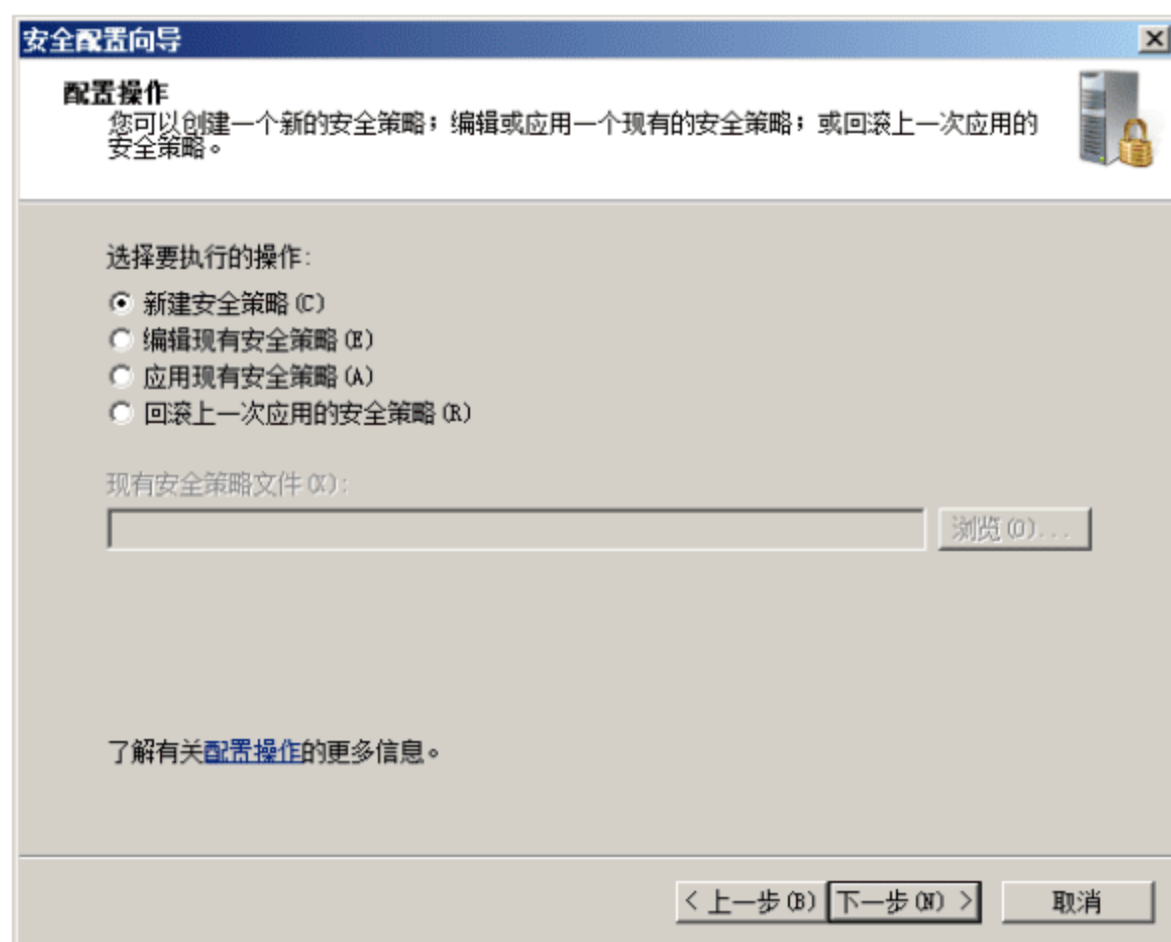 安全配置向导
配置操作
您可以创建一个新的安全策略；编辑或应用一个现有的安全策略；或回滚上一次应用的
安全策略。
选择要执行的操作:
新建安全策略(C)
编辑现有安全策略(E)
应用现有安全策略(A)
回滚上一次应用的安全策略(R)
现有安全策略文件(X):
浏览(O)...
了解有关配置操作的更多信息。
< 上一步(B) 下一步(N) > 取消